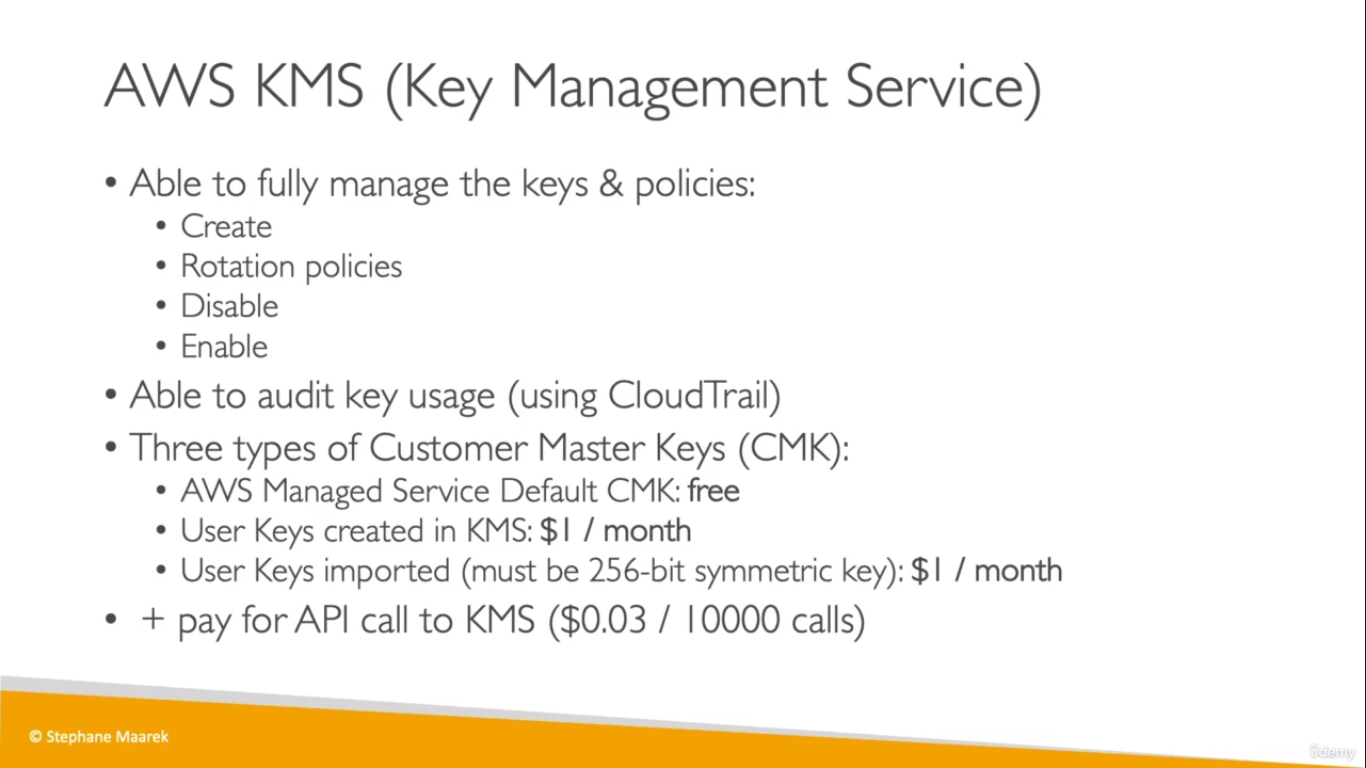 AWS KMS (Key Management Service)
• Able to fully manage the keys & policies:
• Create
• Rotation policies
• Disable
• Enable
• Able to audit key usage (using CloudTrail)
• Three types of Customer Master Keys (CMK):
• AWS Managed Service Default CMK: free
• User Keys created in KMS: $1 / month
• User Keys imported (must be 256-bit symmetric key): $1 / month
• + pay for API call to KMS ($0.03 / 10000 calls)
© Stephane Maarek
ûdemy